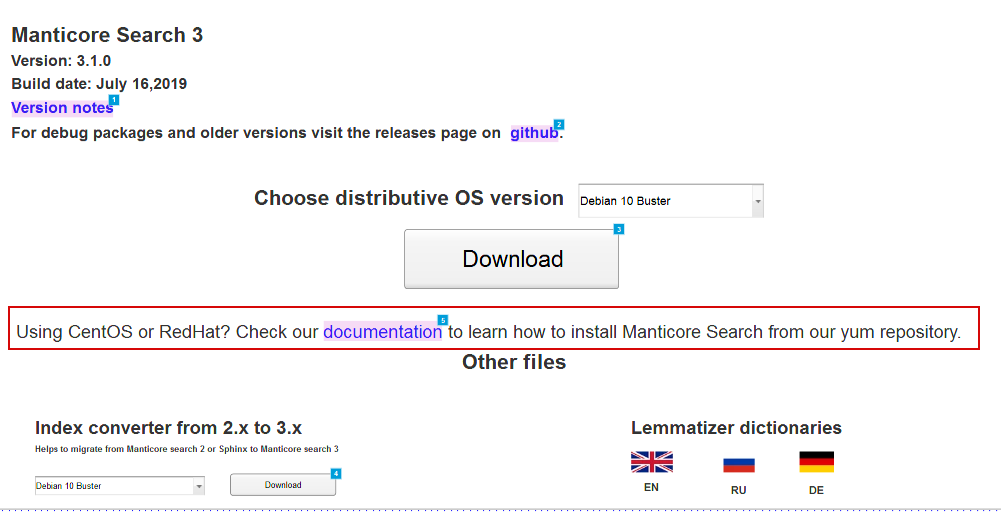 Manticore Search 3
Version: 3.1.0
Build date: July 16,2019
Version notes 1
For debug packages and older versions visit the releases page on github. 2
Choose distributive OS version Debian 10 Buster
Download 3
Using CentOS or RedHat? Check our documentation 5 to learn how to install Manticore Search from our yum repository.
Other files
Index converter from 2.x to 3.x
Helps to migrate from Manticore search 2 or Sphinx to Manticore search 3
Debian 10 Buster Download 4
Lemmatizer dictionaries
EN RU DE